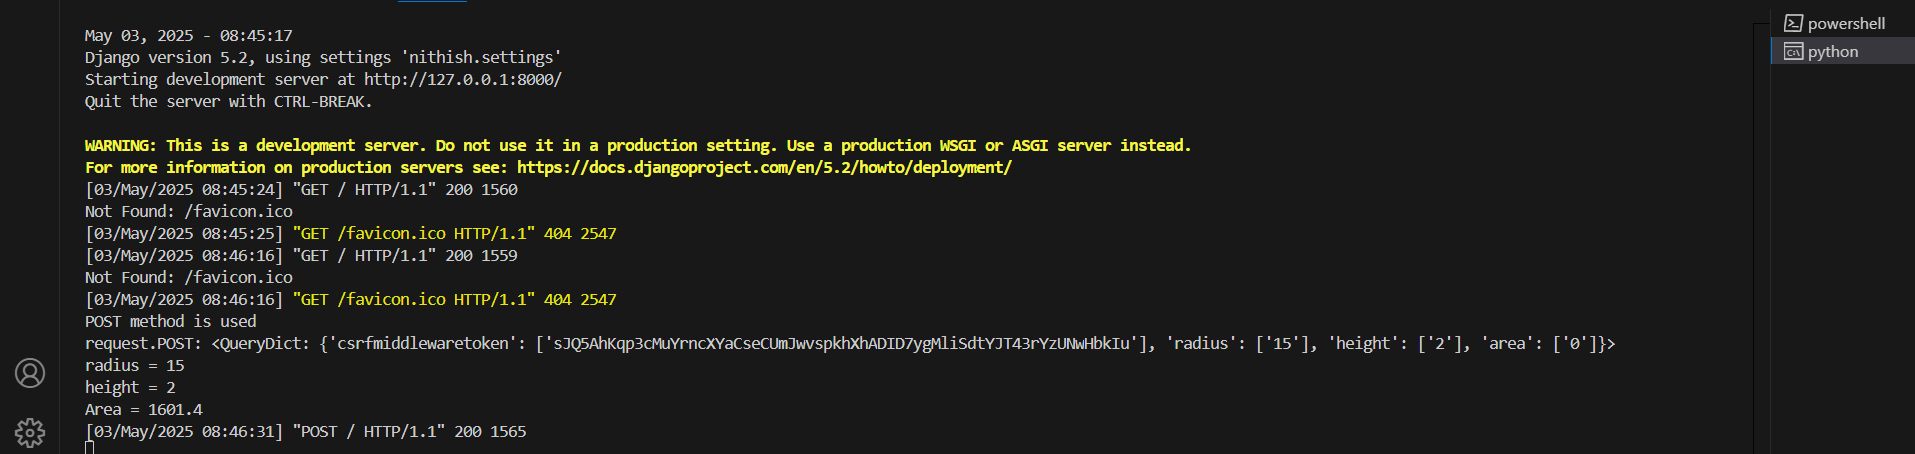 May 03, 2025 - 08:45:17
Django version 5.2, using settings 'nithish.settings'
Starting development server at http://127.0.0.1:8000/
Quit the server with CTRL-BREAK.
WARNING: This is a development server. Do not use it in a production setting. Use a production WSGI or ASGI server instead.
For more information on production servers see: https://docs.djangoproject.com/en/5.2/howto/deployment/
[03/May/2025 08:45:24] "GET / HTTP/1.1" 200 1560
Not Found: /favicon.ico
[03/May/2025 08:45:25] "GET /favicon.ico HTTP/1.1" 404 2547
[03/May/2025 08:46:16] "GET / HTTP/1.1" 200 1559
Not Found: /favicon.ico
[03/May/2025 08:46:16] "GET /favicon.ico HTTP/1.1" 404 2547
POST method is used
request.POST: <QueryDict: {'csrfmiddlewaretoken': ['sJQ5AhKqp3cMuYrncXYaCseCUmJwvspkhXhADID7ygMliSdtYJT43rYzUNwHbkIu'], 'radius': ['15'], 'height': ['2'], 'area': ['0']}>
radius = 15
height = 2
Area = 1601.4
[03/May/2025 08:46:31] "POST / HTTP/1.1" 200 1565
powershell
python